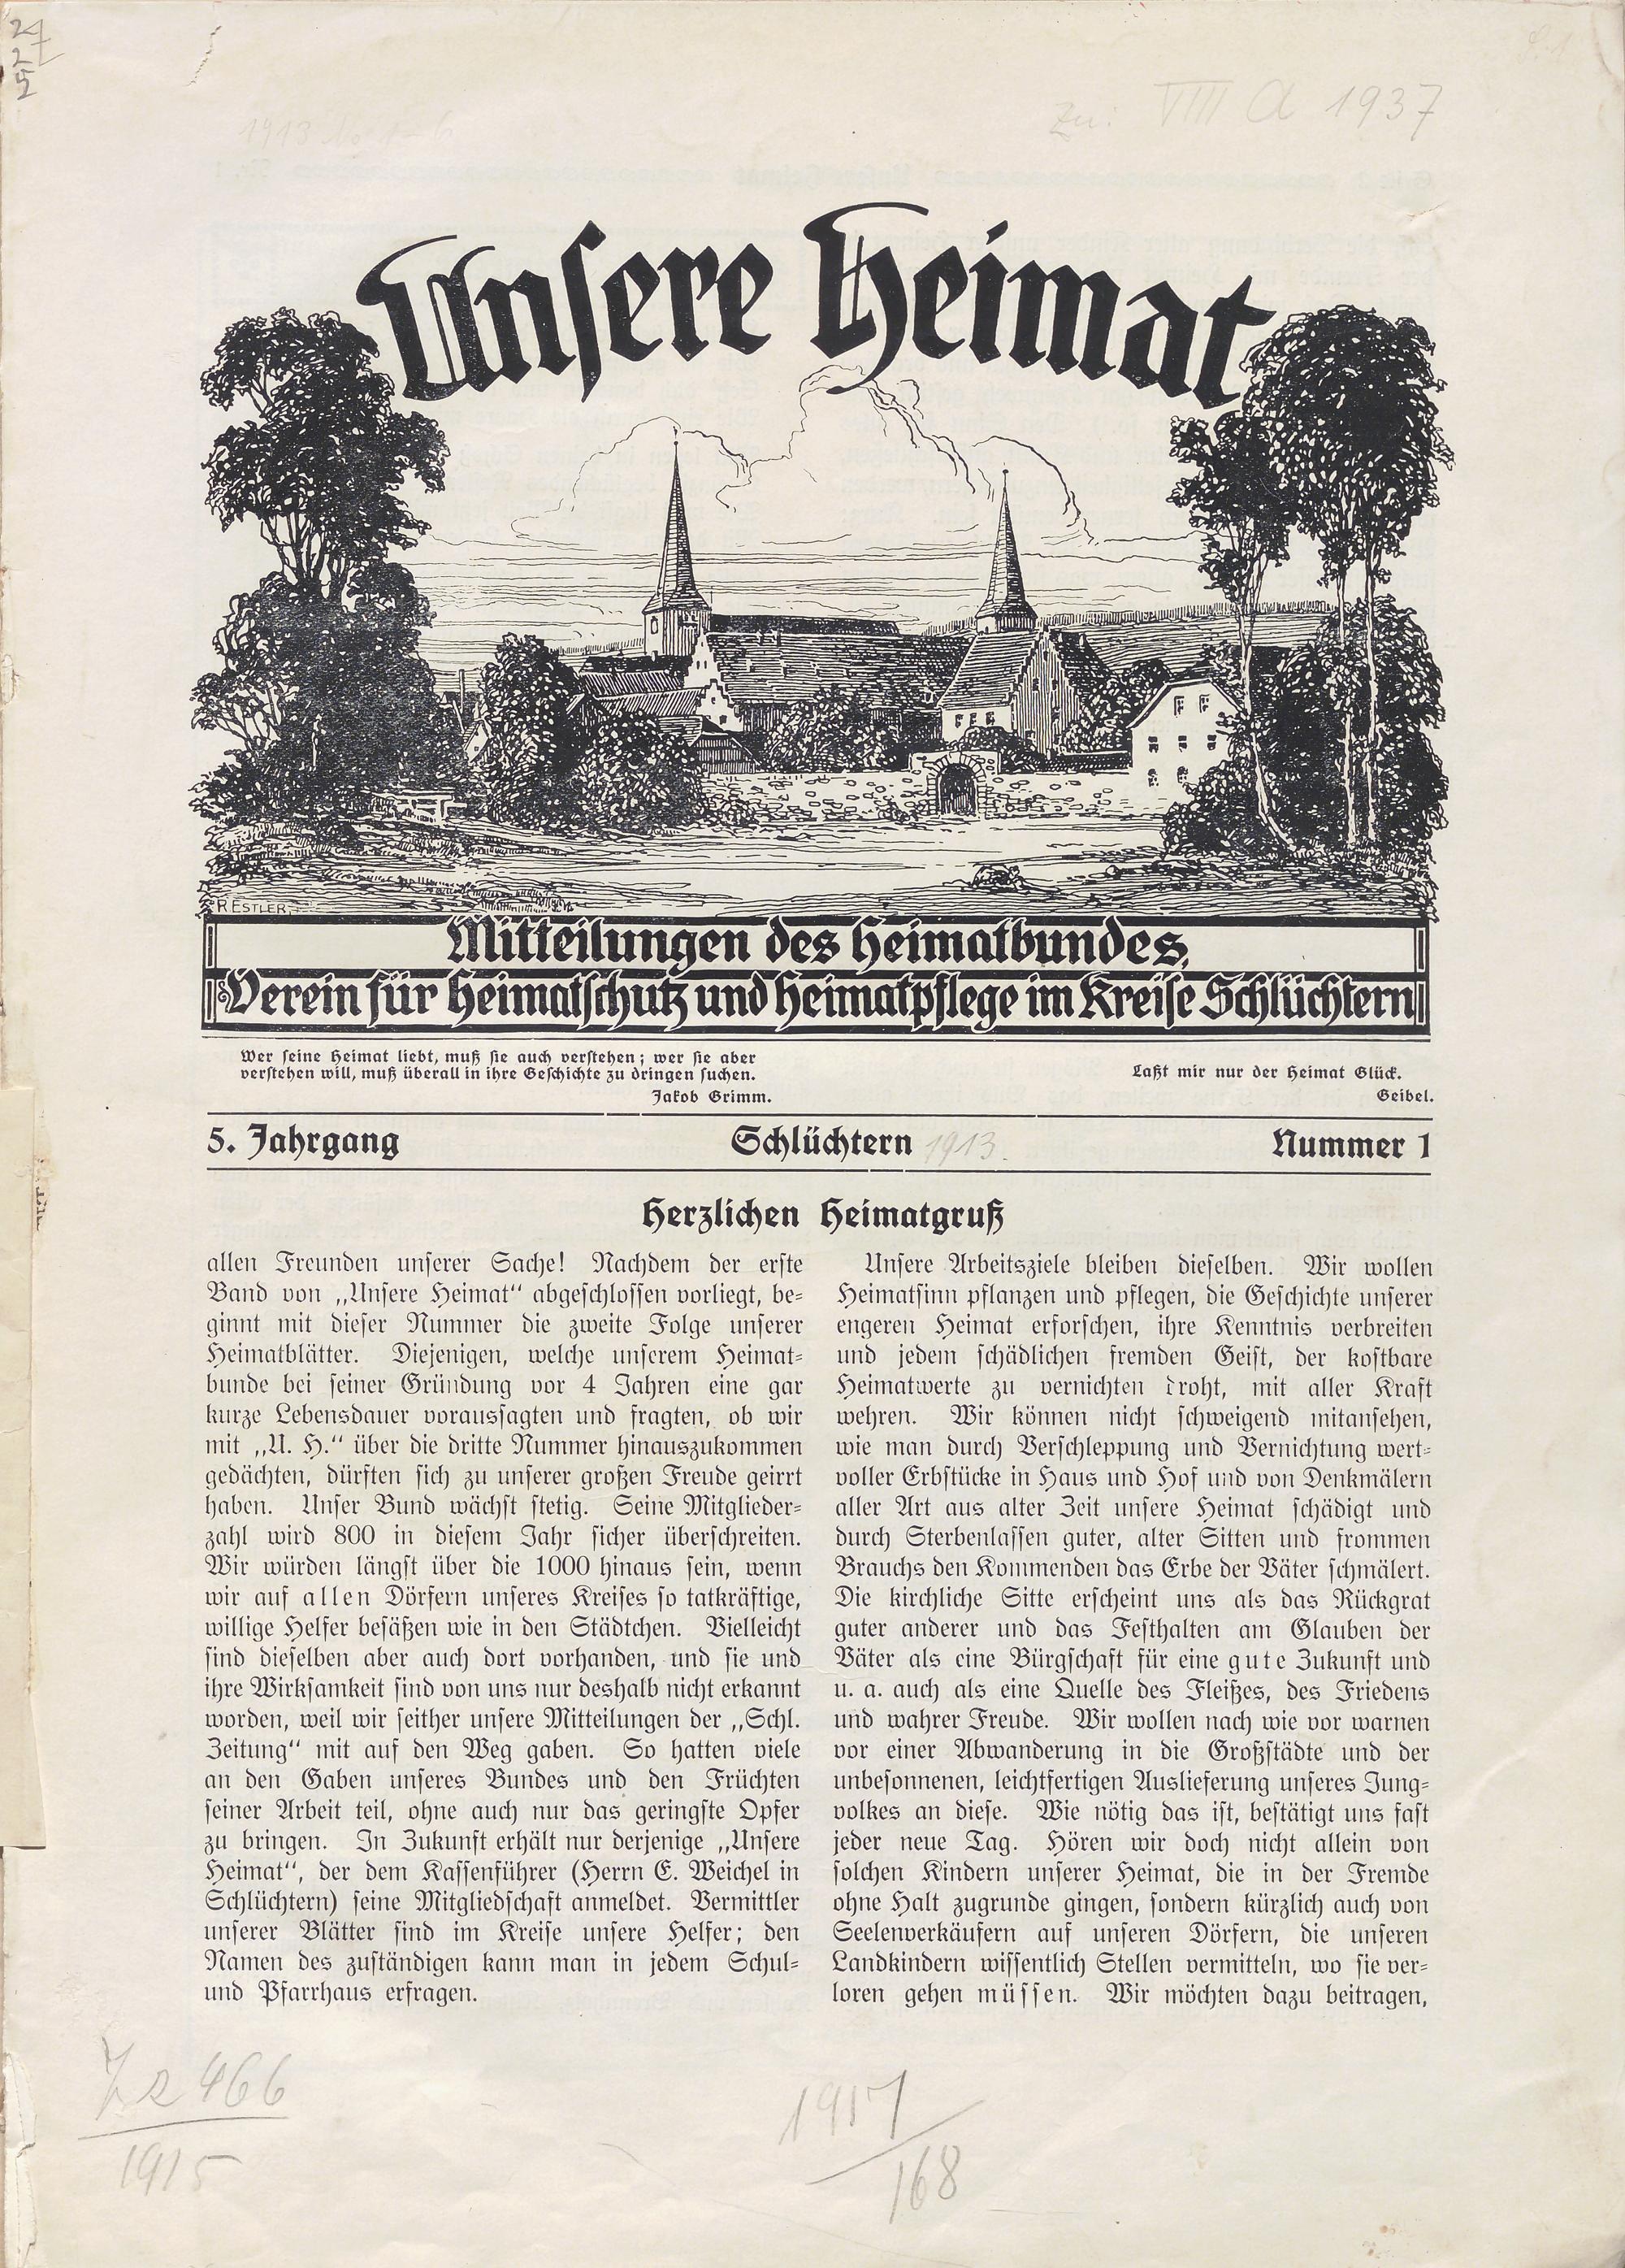 Zu: VIII A 1937
Unsere Heimat
RESTLER
Mitteilungen des Heimatbundes,
Verein für Heimatschutz und Heimatpflege im Kreise Schlüchtern
Wer seine Heimat liebt, muß sie auch verstehen; wer sie aber
verstehen will, muß überall in ihre Geschichte zu dringen suchen.
Jakob Grimm.
Laßt mir nur der Heimat Glück.
Geibel.
5. Jahrgang Schlüchtern 1913. Nummer 1
Herzlichen Heimatgruß
allen Freunden unserer Sache! Nachdem der erste
Band von „Unsere Heimat“ abgeschlossen vorliegt, be-
ginnt mit dieser Nummer die zweite Folge unserer
Heimatblätter. Diejenigen, welche unserem Heimat-
bunde bei seiner Gründung vor 4 Jahren eine gar
kurze Lebensdauer voraussagten und fragten, ob wir
mit „U. H.“ über die dritte Nummer hinauszukommen
gedächten, dürften sich zu unserer großen Freude geirrt
haben. Unser Bund wächst stetig. Seine Mitglieder-
zahl wird 800 in diesem Jahr sicher überschreiten.
Wir würden längst über die 1000 hinaus sein, wenn
wir auf allen Dörfern unseres Kreises so tatkräftige,
willige Helfer besäßen wie in den Städtchen. Vielleicht
sind dieselben aber auch dort vorhanden, und sie und
ihre Wirksamkeit sind von uns nur deshalb nicht erkannt
worden, weil wir seither unsere Mitteilungen der „Schl.
Zeitung“ mit auf den Weg gaben. So hatten viele
an den Gaben unseres Bundes und den Früchten
seiner Arbeit teil, ohne auch nur das geringste Opfer
zu bringen. In Zukunft erhält nur derjenige „Unsere
Heimat“, der dem Kassenführer (Herrn E. Weichel in
Schlüchtern) seine Mitgliedschaft anmeldet. Vermittler
unserer Blätter sind im Kreise unsere Helfer; den
Namen des zuständigen kann man in jedem Schul-
und Pfarrhaus erfragen.
Unsere Arbeitsziele bleiben dieselben. Wir wollen
Heimatsinn pflanzen und pflegen, die Geschichte unserer
engeren Heimat erforschen, ihre Kenntnis verbreiten
und jedem schädlichen fremden Geist, der kostbare
Heimatwerte zu vernichten droht, mit aller Kraft
wehren. Wir können nicht schweigend mitansehen,
wie man durch Verschleppung und Vernichtung wert-
voller Erbstücke in Haus und Hof und von Denkmälern
aller Art aus alter Zeit unsere Heimat schädigt und
durch Sterbenlassen guter, alter Sitten und frommen
Brauchs den Kommenden das Erbe der Väter schmälert.
Die kirchliche Sitte erscheint uns als das Rückgrat
guter anderer und das Festhalten am Glauben der
Väter als eine Bürgschaft für eine gute Zukunft und
u. a. auch als eine Quelle des Fleißes, des Friedens
und wahrer Freude. Wir wollen nach wie vor warnen
vor einer Abwanderung in die Großstädte und der
unbesonnenen, leichtfertigen Auslieferung unseres Jung-
volkes an diese. Wie nötig das ist, bestätigt uns fast
jeder neue Tag. Hören wir doch nicht allein von
solchen Kindern unserer Heimat, die in der Fremde
ohne Halt zugrunde gingen, sondern kürzlich auch von
Seelenverkäufern auf unseren Dörfern, die unseren
Landkindern wissentlich Stellen vermitteln, wo sie ver-
loren gehen müssen. Wir möchten dazu beitragen,
466
1915
1917
168